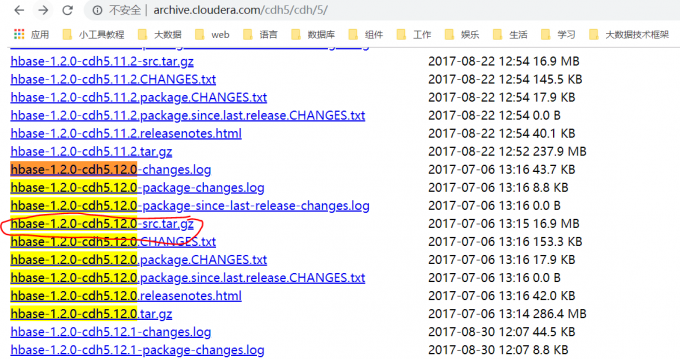 不安全 | archive.cloudera.com/cdh5/cdh/5/
应用 小工具教程 大数据 web 语言 数据库 组件 工作 娱乐 生活 学习 大数据技术框架
hbase-1.2.0-cdh5.11.2-src.tar.gz 2017-08-22 12:54 16.9 MB
hbase-1.2.0-cdh5.11.2.CHANGES.txt 2017-08-22 12:54 145.5 KB
hbase-1.2.0-cdh5.11.2.package.CHANGES.txt 2017-08-22 12:54 17.9 KB
hbase-1.2.0-cdh5.11.2.package.since.last.release.CHANGES.txt 2017-08-22 12:54 0.0 B
hbase-1.2.0-cdh5.11.2.releasenotes.html 2017-08-22 12:54 40.1 KB
hbase-1.2.0-cdh5.11.2.tar.gz 2017-08-22 12:52 237.9 MB
hbase-1.2.0-cdh5.12.0-changes.log 2017-07-06 13:16 43.7 KB
hbase-1.2.0-cdh5.12.0-package-changes.log 2017-07-06 13:16 8.8 KB
hbase-1.2.0-cdh5.12.0-package-since-last-release-changes.log 2017-07-06 13:16 0.0 B
hbase-1.2.0-cdh5.12.0-src.tar.gz 2017-07-06 13:15 16.9 MB
hbase-1.2.0-cdh5.12.0.CHANGES.txt 2017-07-06 13:16 153.3 KB
hbase-1.2.0-cdh5.12.0.package.CHANGES.txt 2017-07-06 13:16 17.9 KB
hbase-1.2.0-cdh5.12.0.package.since.last.release.CHANGES.txt 2017-07-06 13:16 0.0 B
hbase-1.2.0-cdh5.12.0.releasenotes.html 2017-07-06 13:16 42.0 KB
hbase-1.2.0-cdh5.12.0.tar.gz 2017-07-06 13:14 286.4 MB
hbase-1.2.0-cdh5.12.1-changes.log 2017-08-30 12:07 44.5 KB
hbase-1.2.0-cdh5.12.1-package-changes.log 2017-08-30 12:07 8.8 KB